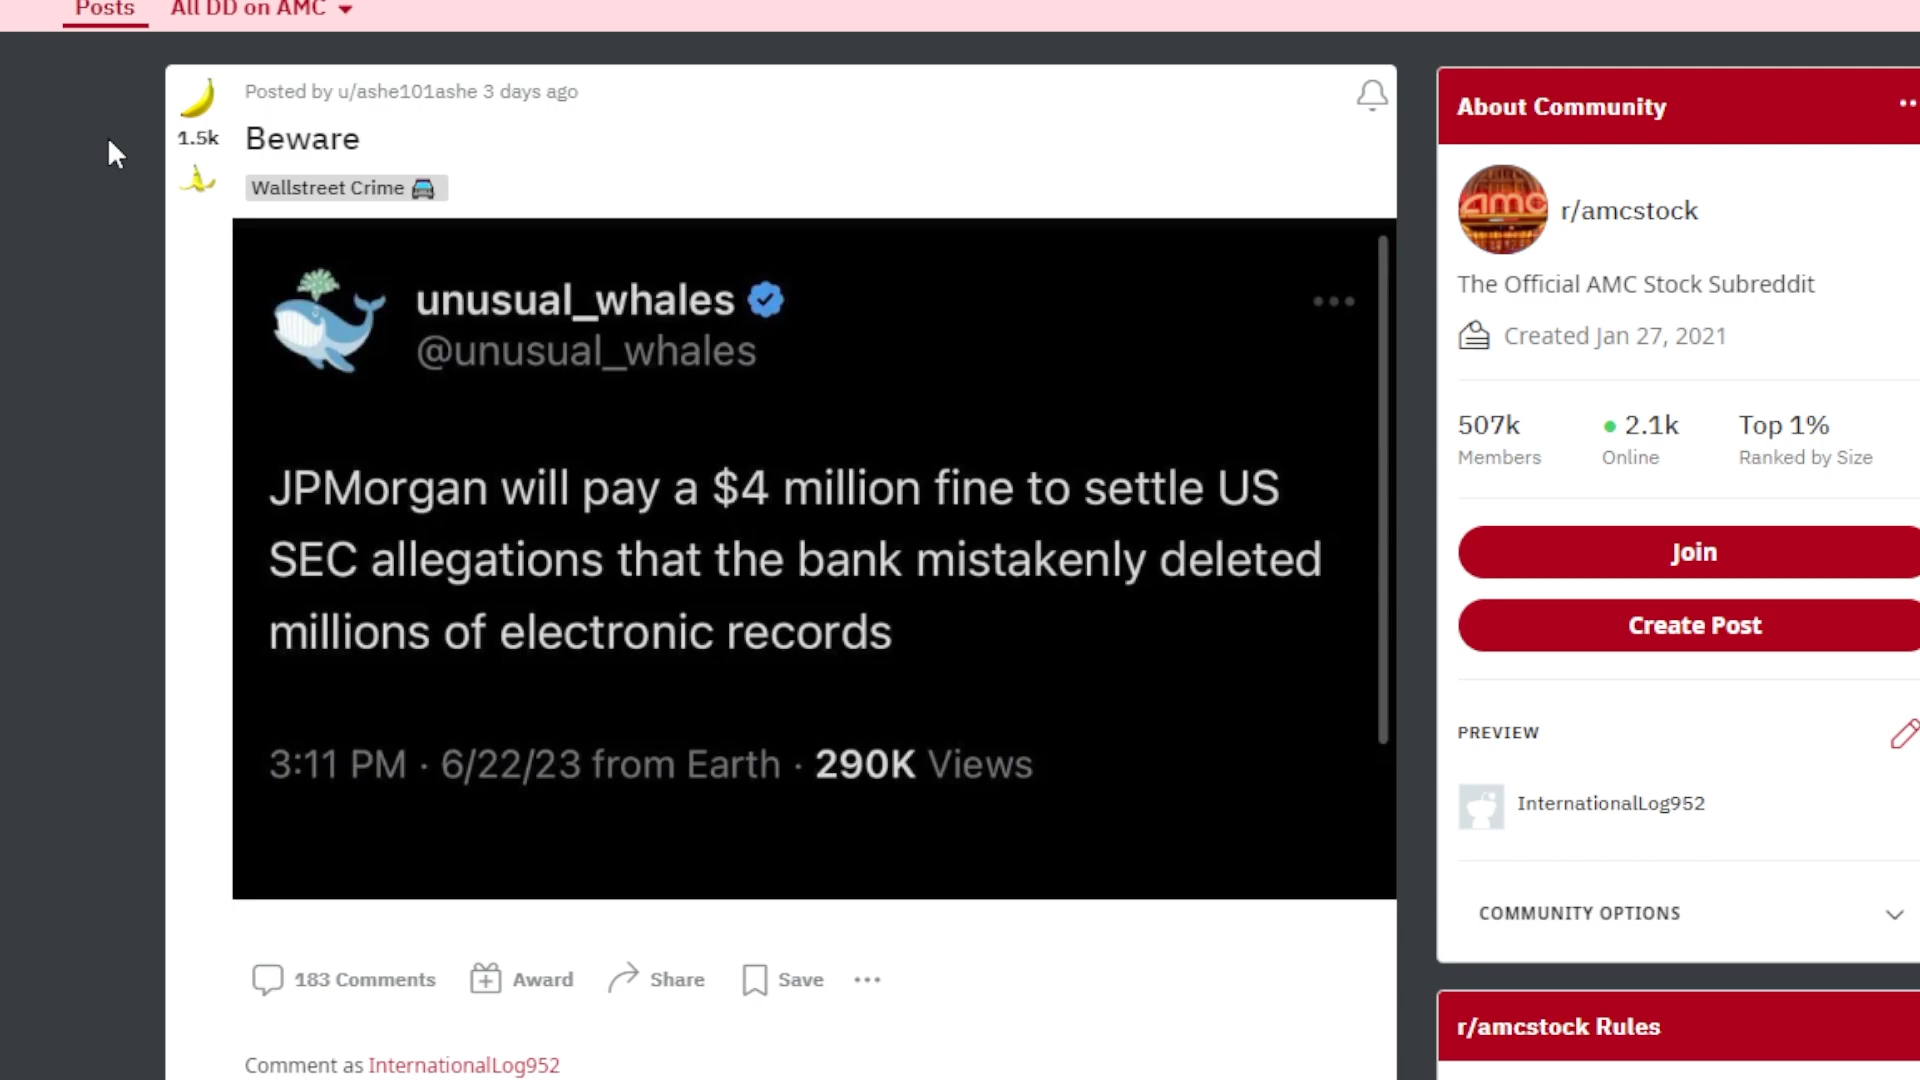 Posts
All DD on AMC
Posted by u/ashe101ashe 3 days ago
1.5k
Beware
Wallstreet Crime
unusual_whales
@unusual_whales
JPMorgan will pay a $4 million fine to settle US
SEC allegations that the bank mistakenly deleted
millions of electronic records
3:11 PM · 6/22/23 from Earth · 290K Views
183 Comments
Award
Share
Save
Comment as InternationalLog952
About Community
amc
r/amcstock
The Official AMC Stock Subreddit
Created Jan 27, 2021
507k
2.1k
Top 1%
Members
Online
Ranked by Size
Join
Create Post
PREVIEW
InternationalLog952
COMMUNITY OPTIONS
r/amcstock Rules